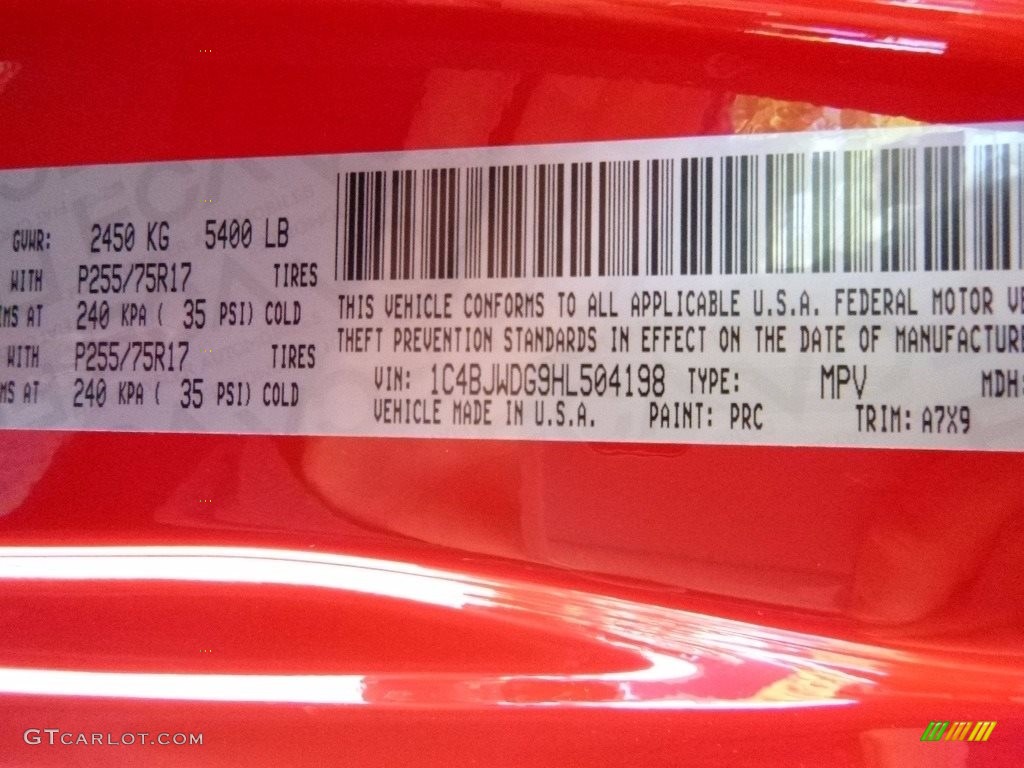 GVWR: 2450 KG 5400 LB
WITH P255/75R17 TIRES
AT 240 KPA ( 35 PSI) COLD
WITH P255/75R17 TIRES
AT 240 KPA ( 35 PSI) COLD
THIS VEHICLE CONFORMS TO ALL APPLICABLE U.S.A. FEDERAL MOTOR
THEFT PREVENTION STANDARDS IN EFFECT ON THE DATE OF MANUFACTURE
VIN: 1C4BJWDG9HL504198 TYPE: MPV MDH:
VEHICLE MADE IN U.S.A. PAINT: PRC TRIM: A7X9
GTCARLOT.COM